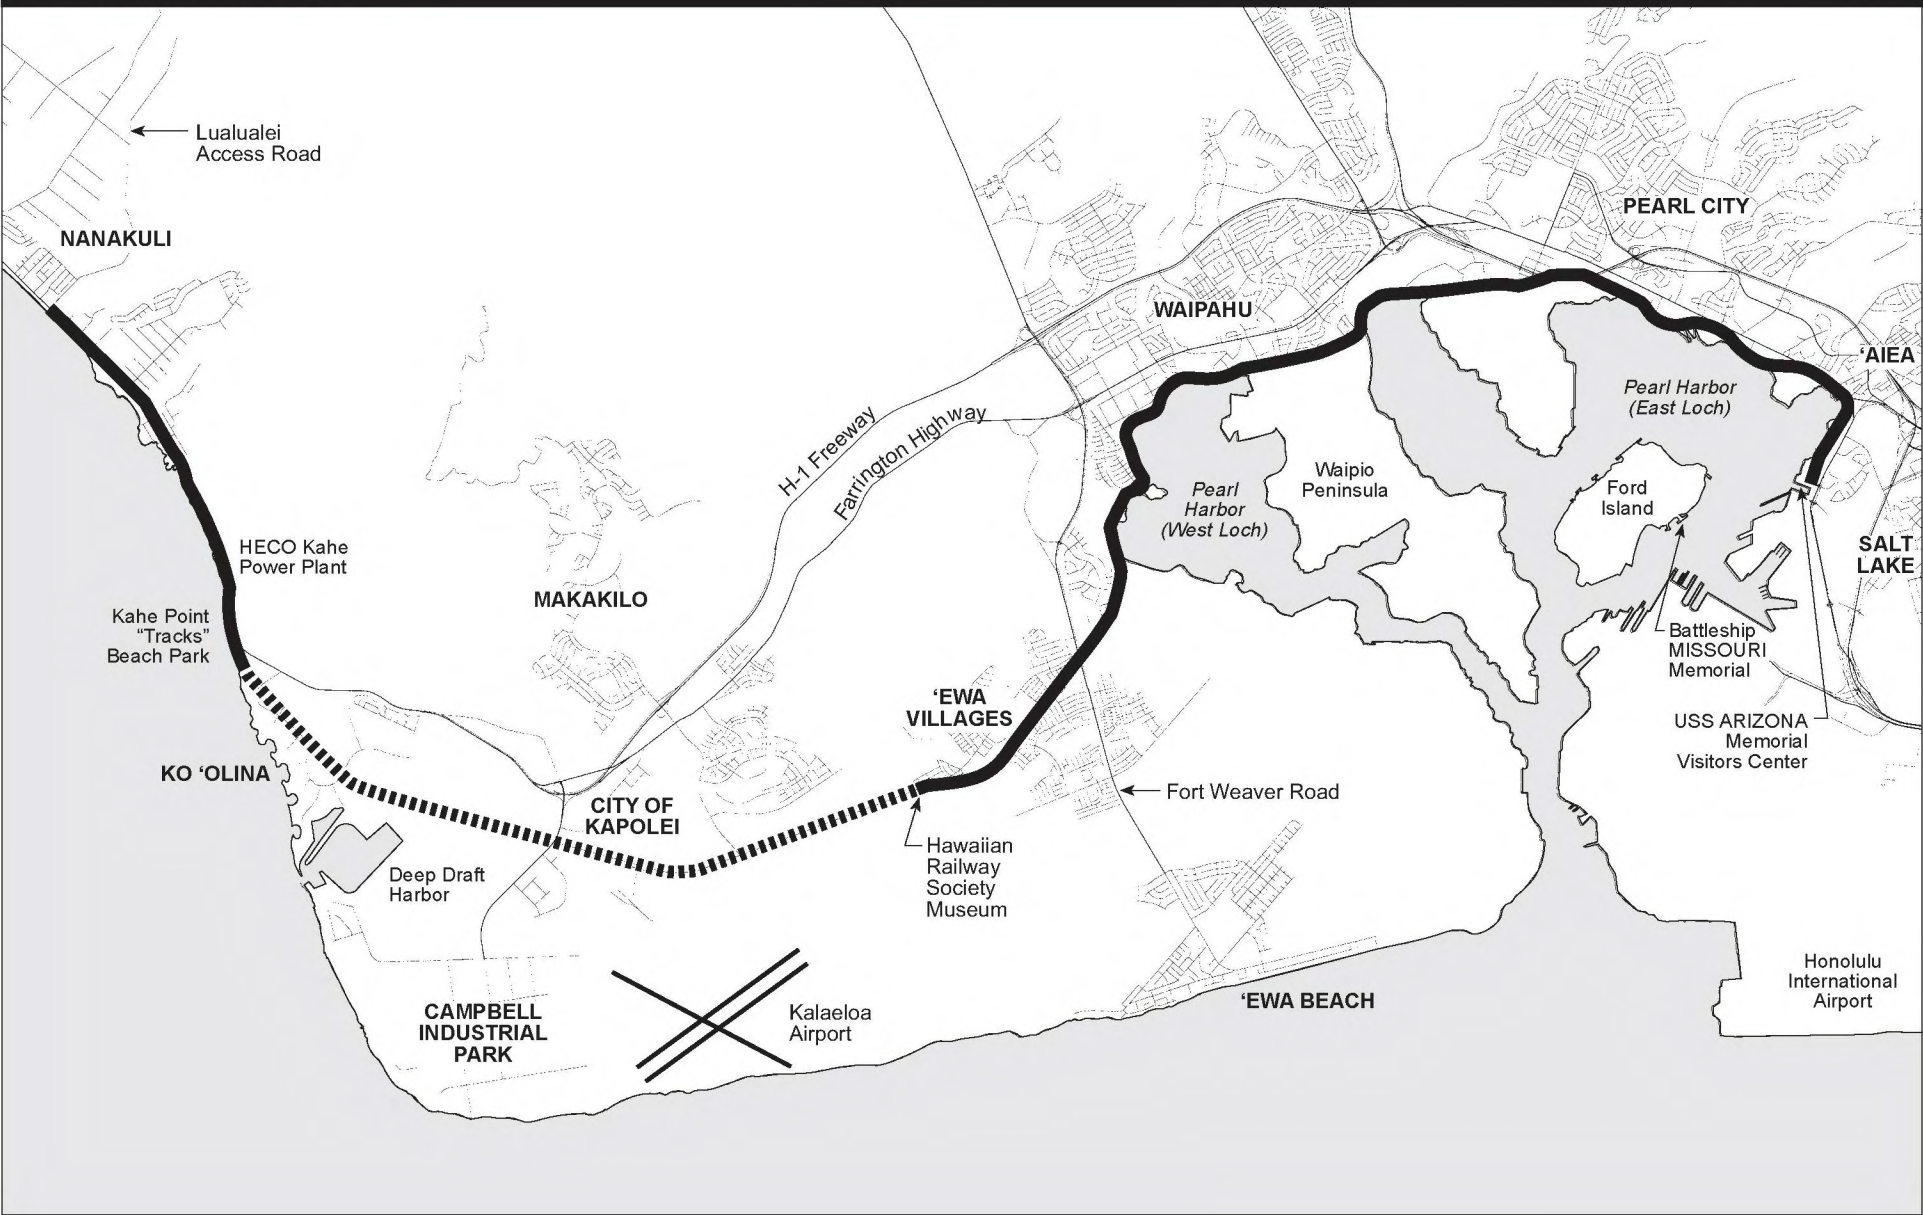 Lualualei
Access Road
NANAKULI
PEARL CITY
WAIPAHU
‘AIEA
Pearl Harbor
(East Loch)
H-1 Freeway
Farrington Highway
Waipio
Peninsula
Pearl
Harbor
(West Loch)
Ford
Island
SALT
LAKE
HECO Kahe
Power Plant
MAKAKILO
Kahe Point
“Tracks”
Beach Park
Battleship
MISSOURI
Memorial
‘EWA
VILLAGES
USS ARIZONA
Memorial
Visitors Center
KO ‘OLINA
CITY OF
KAPOLEI
Fort Weaver Road
Hawaiian
Railway
Society
Museum
Deep Draft
Harbor
Honolulu
International
Airport
‘EWA BEACH
CAMPBELL
INDUSTRIAL
PARK
Kalaeloa
Airport